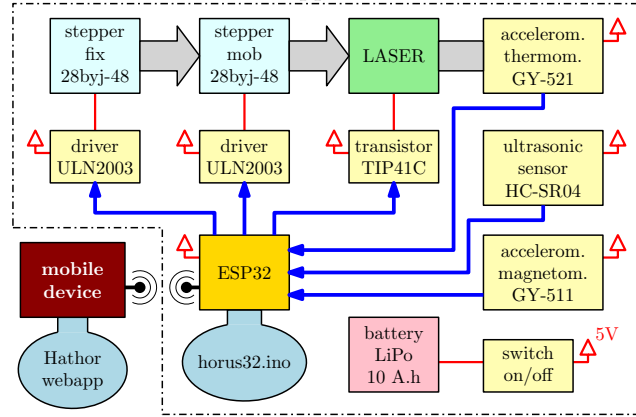 stepper
fix
28byj-48
stepper
mob
28byj-48
LASER
accelerom.
thermom.
GY-521
driver
ULN2003
driver
ULN2003
transistor
TIP41C
ultrasonic
sensor
HC-SR04
mobile
device
ESP32
accelerom.
magnetom.
GY-511
Hathor
webapp
horus32.ino
battery
LiPo
10 A.h
switch
on/off
5V